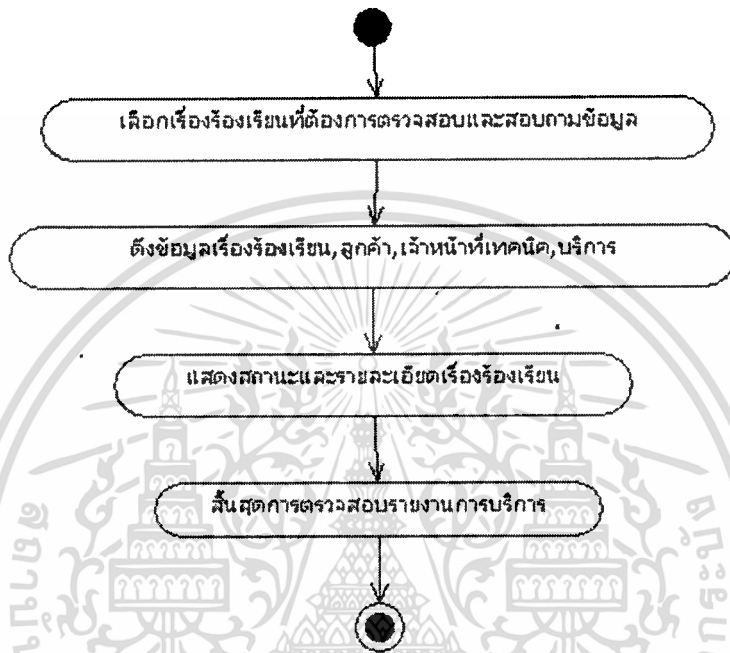 เลือกเรื่องร้องเรียนที่ต้องการตรวจสอบและสอบถามข้อมูล
ดึงข้อมูลเรื่องร้องเรียน,ลูกค้า,เจ้าหน้าที่เทคนิค,บริการ
แสดงสถานะและรายละเอียดเรื่องร้องเรียน
สิ้นสุดการตรวจสอบรายงานการบริการ